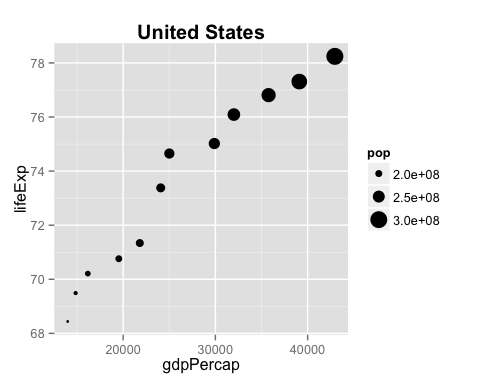 United States
78
76
74
72
70
68
lifeExp
20000 30000 40000
gdpPercap
pop
2.0e+08
2.5e+08
3.0e+08